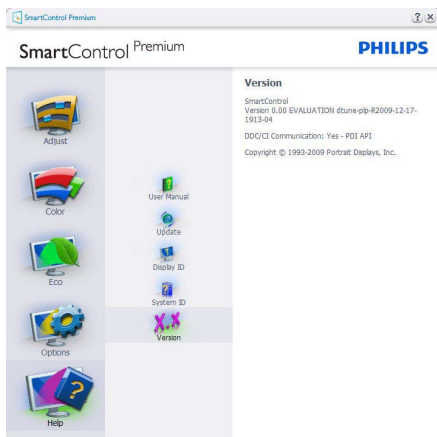 SmartControl Premium
? ×
SmartControl Premium
PHILIPS
Adjust
Color
Eco
Options
Help
User Manual
Update
Display ID
System ID
X.X
Version
Version
SmartControl
Version 0.00 EVALUATION dtune-plp-R2009-12-17-
1913-04
DDC/CI Communication: Yes - PDI API
Copyright © 1993-2009 Portrait Displays, Inc.